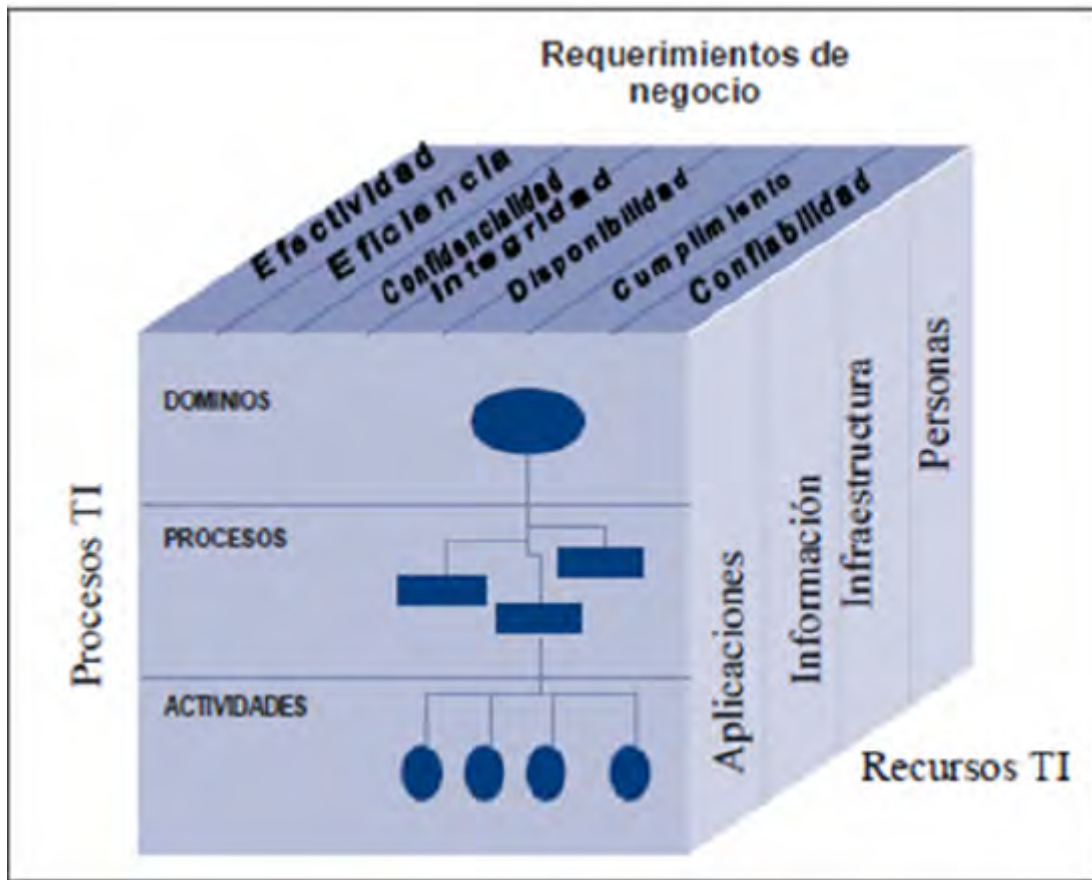 Requerimientos de
negocio
Efectividad
Eficiencia
Confidancialidad
Integridad
Disponibilidad
Cumplimiento
Confiabilidad
Procesos TI
DOMINIOS
PROCESOS
ACTIVIDADES
Aplicaciones
Información
Infraestructura
Personas
Recursos TI